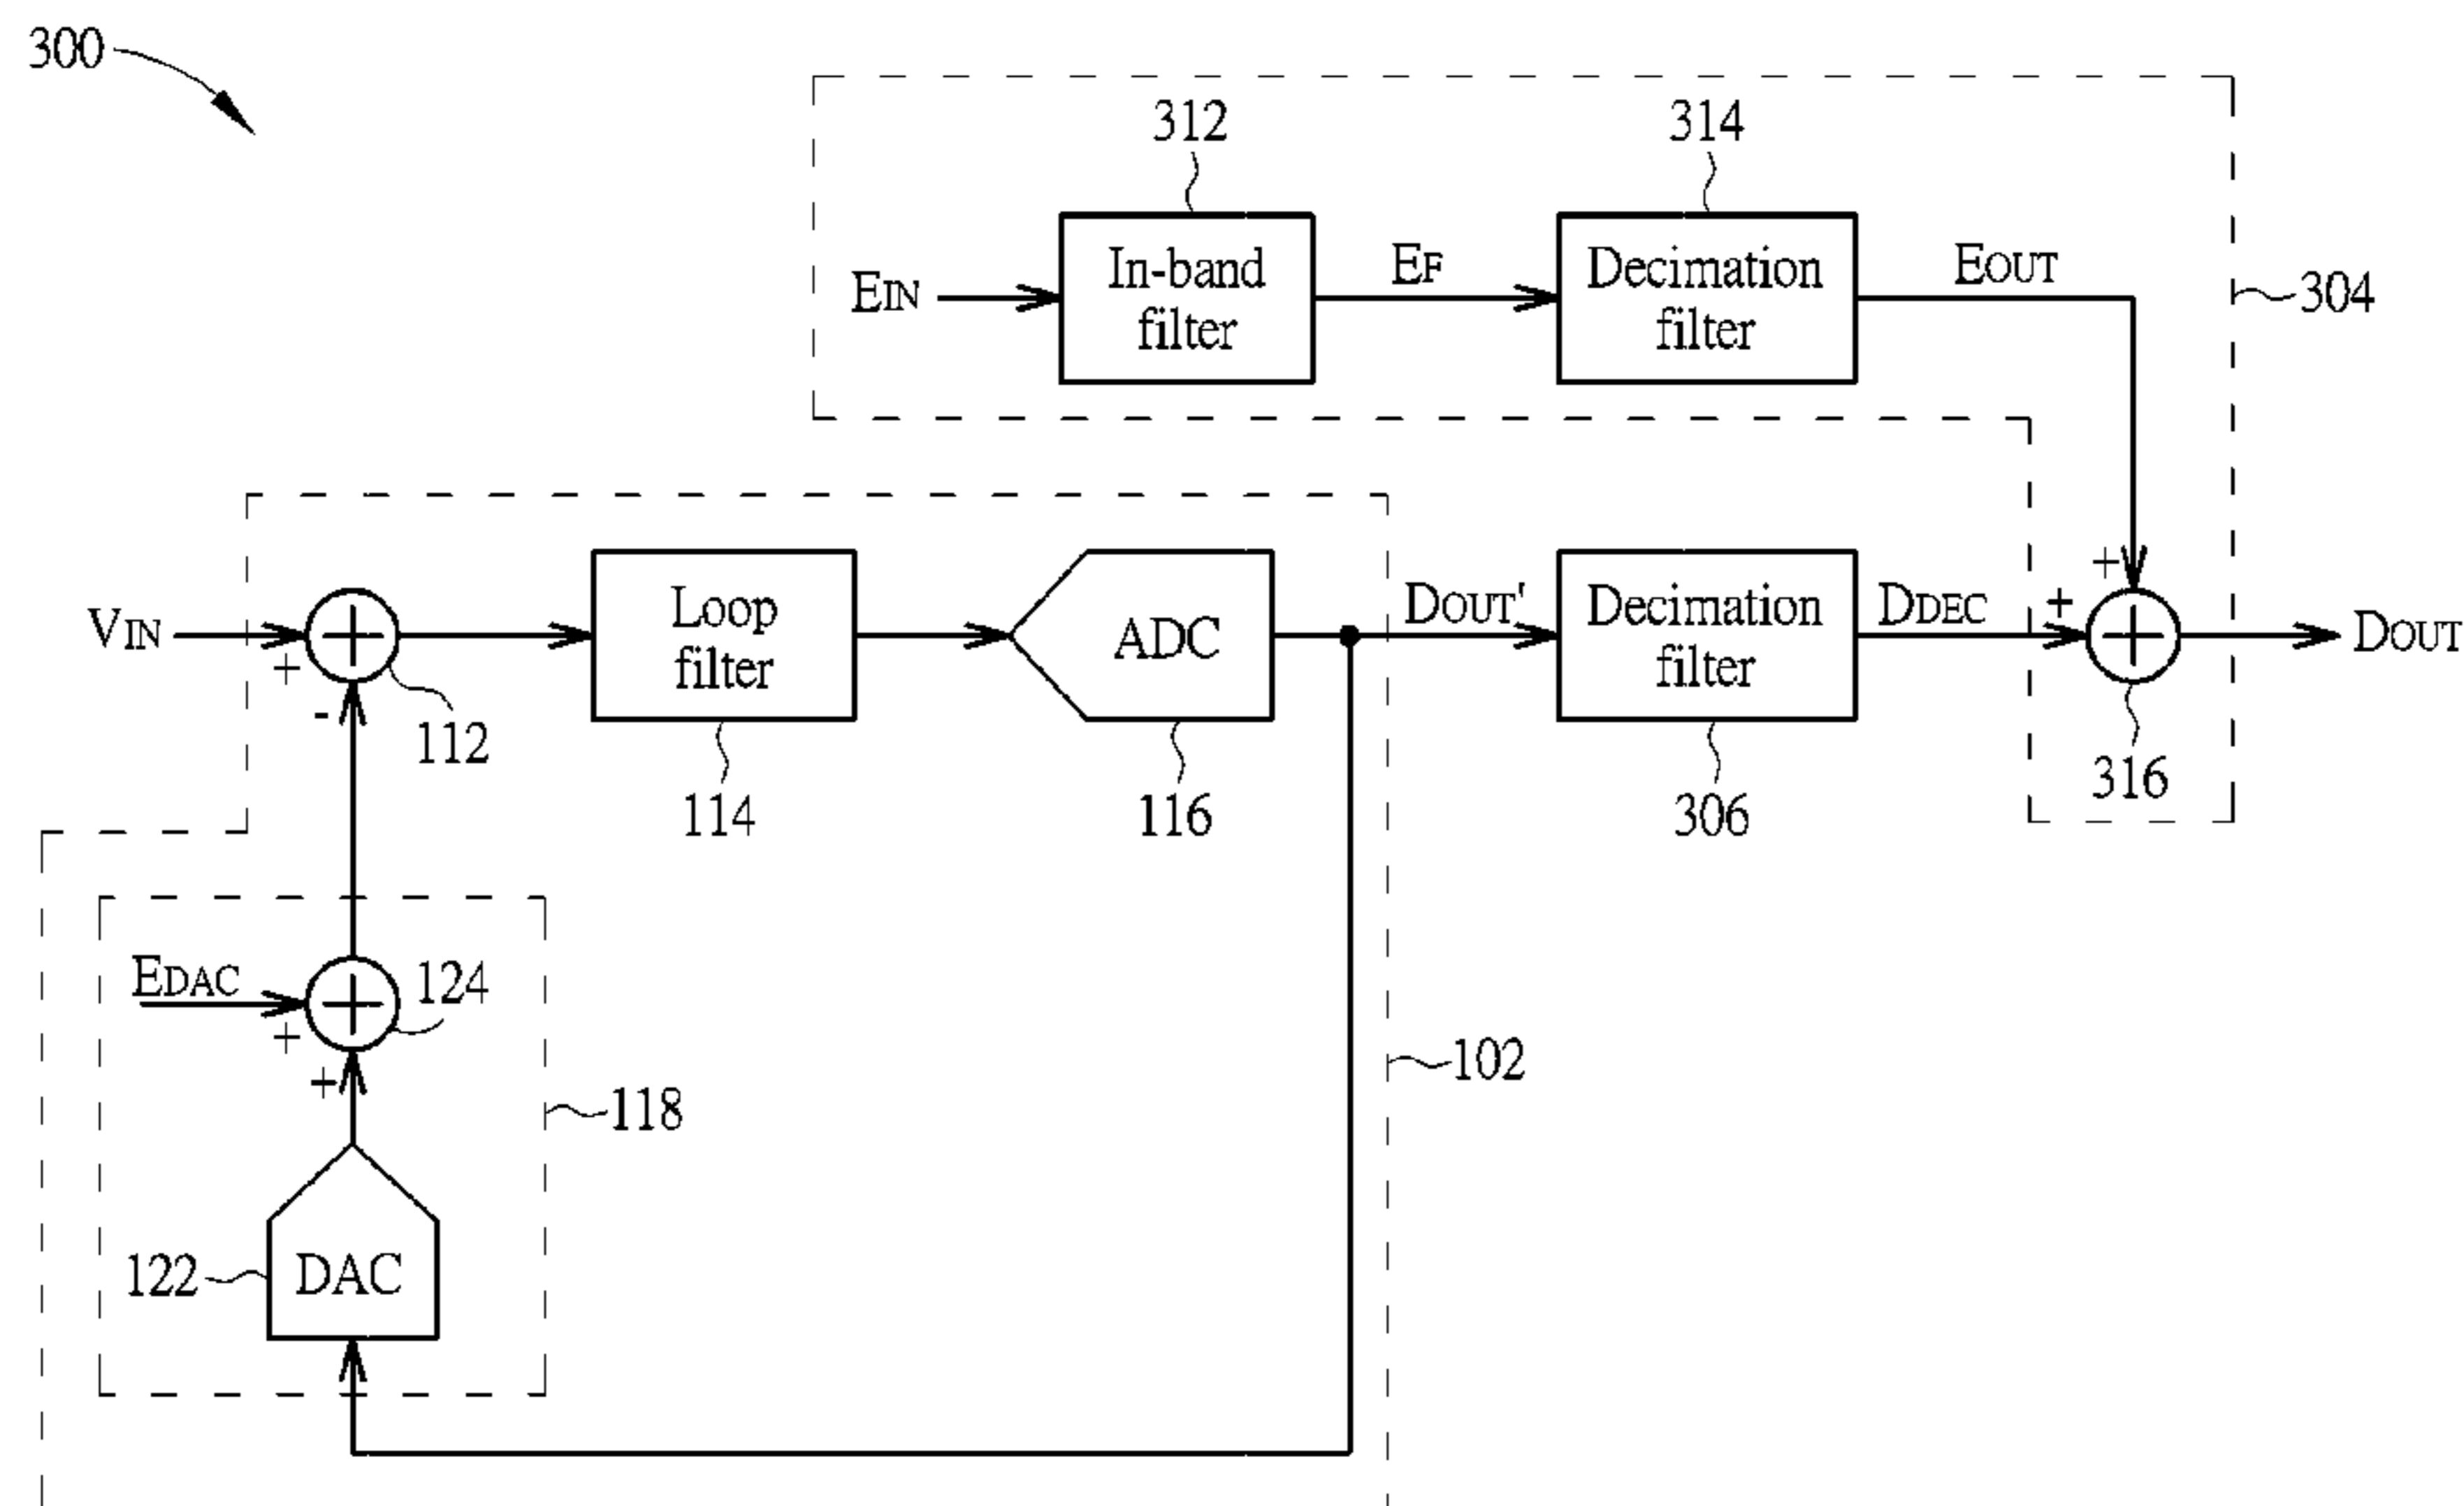 300
312
314
In-band
filter
Decimation
filter
EIN
EF
EOUT
304
VIN
+
-
112
Loop
filter
114
ADC
116
DOUT'
Decimation
filter
306
DDEC
+
+
316
DOUT
EDAC
+
+
124
118
102
122
DAC